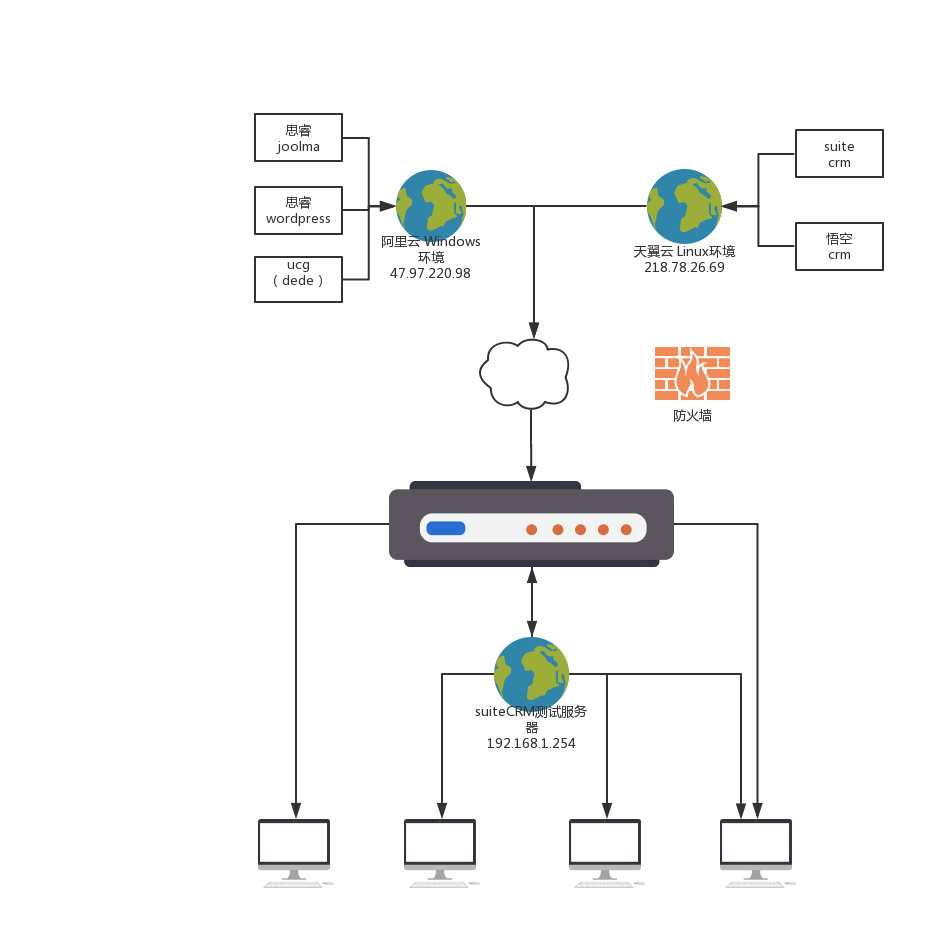 思睿
joolma
思睿
wordpress
ucg
（dede）
阿里云 Windows
环境
47.97.220.98
天翼云 Linux环境
218.78.26.69
suite
crm
悟空
crm
防火墙
suiteCRM测试服务
器
192.168.1.254